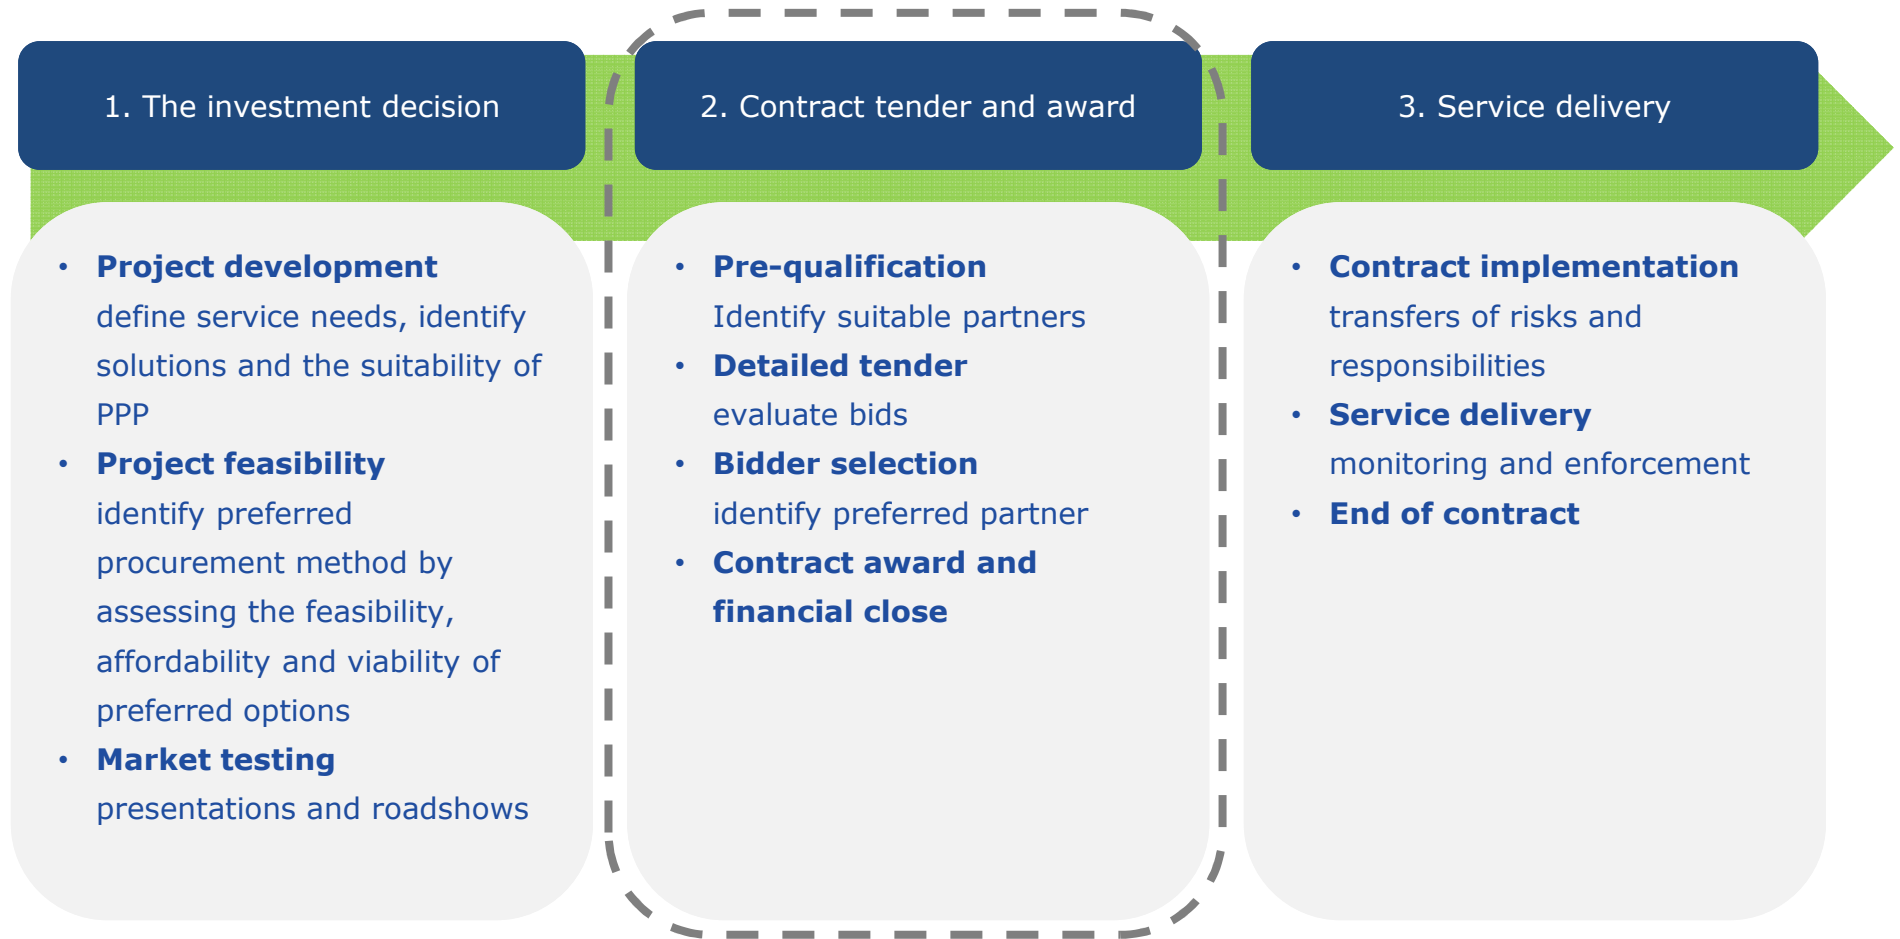 1. The investment decision
• Project development
define service needs, identify
solutions and the suitability of
PPP
• Project feasibility
identify preferred
procurement method by
assessing the feasibility,
affordability and viability of
preferred options
• Market testing
presentations and roadshows
2. Contract tender and award
• Pre-qualification
Identify suitable partners
• Detailed tender
evaluate bids
• Bidder selection
identify preferred partner
• Contract award and
financial close
3. Service delivery
• Contract implementation
transfers of risks and
responsibilities
• Service delivery
monitoring and enforcement
• End of contract